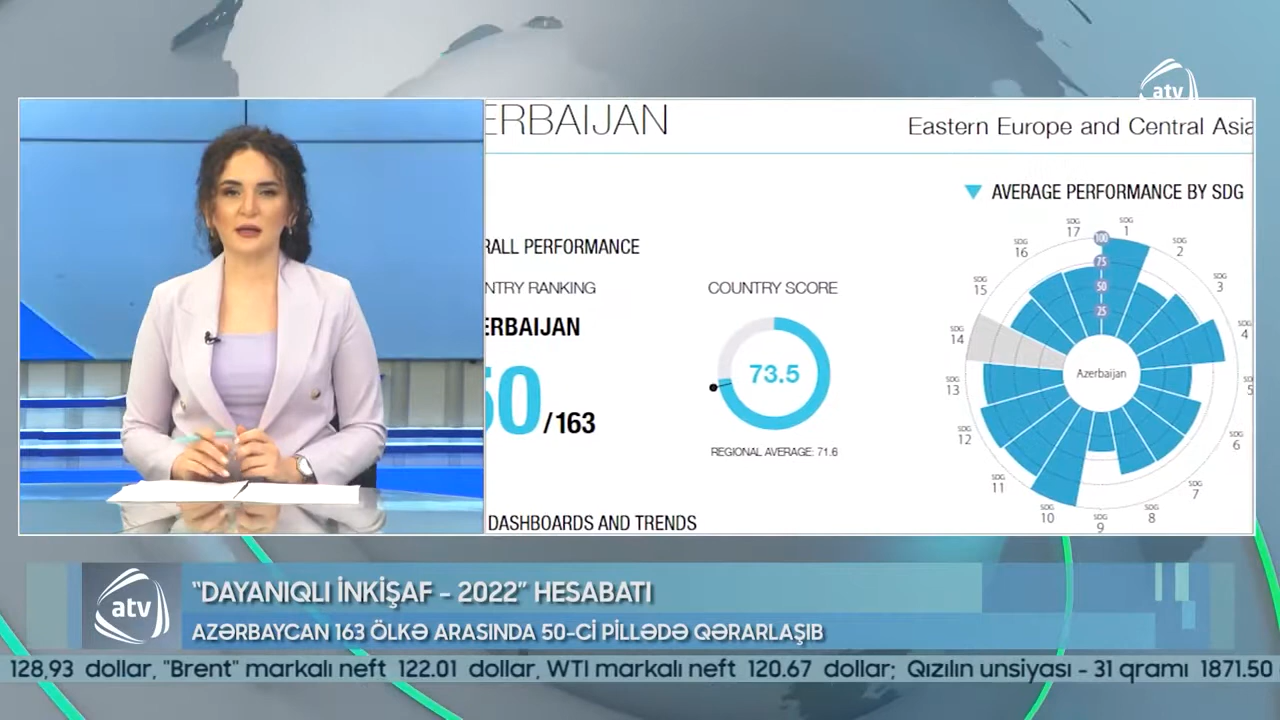 atv
ERBAIJAN
Eastern Europe and Central Asia
AVERAGE PERFORMANCE BY SDG
RALL PERFORMANCE
NTRY RANKING
COUNTRY SCORE
ERBAIJAN
50/163
73.5
REGIONAL AVERAGE: 71.6
DASHBOARDS AND TRENDS
SDG 1
SDG 2
SDG 3
SDG 4
5
SDG 6
SDG 7
SDG 8
SDG 9
SDG 10
SDG 11
SDG 12
SDG 13
SDG 14
SDG 15
SDG 16
SDG 17
100
75
50
25
Azerbaijan
atv
"DAYANIQLI İNKİŞAF - 2022" HESABATI
AZƏRBAYCAN 163 ÖLKƏ ARASINDA 50-Cİ PİLLƏDƏ QƏRARLAŞIB
128,93 dollar, "Brent" markalı neft 122.01 dollar, WTI markalı neft 120.67 dollar; Qızılın unsiyası - 31 qramı 1871.50